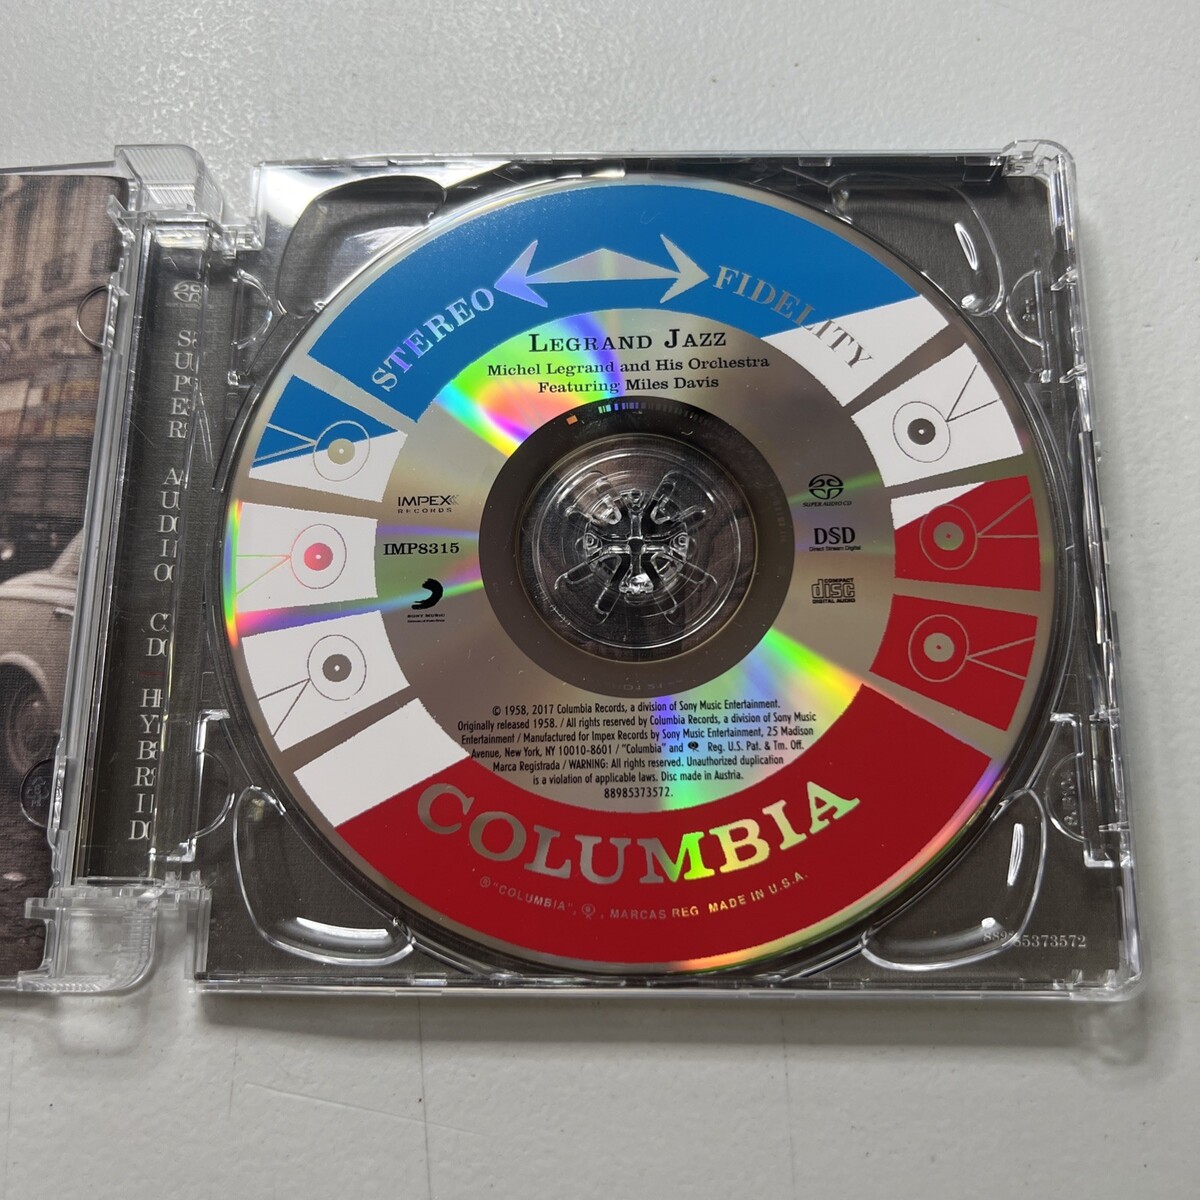 STEREO FIDELITY
LEGRAND JAZZ
Michel Legrand and His Orchestra
Featuring Miles Davis
IMPEX
RECORDS
IMP8315
SONY MUSIC
SUPER AUDIO CD
DSD
Direct Stream Digital
COMPACT
disc
DIGITAL AUDIO
© 1958, 2017 Columbia Records, a division of Sony Music Entertainment.
Originally released 1958. / All rights reserved by Columbia Records, a division of Sony Music
Entertainment / Manufactured for Impex Records by Sony Music Entertainment, 25 Madison
Avenue, New York, NY 10010-8601 / "Columbia" and Reg. U.S. Pat. & Tm. Off.
Marca Registrada / WARNING: All rights reserved. Unauthorized duplication
is a violation of applicable laws. Disc made in Austria.
88985373572.
COLUMBIA
® "COLUMBIA", , MARCAS REG MADE IN U.S.A.
SUPER AUDIO CD HYBRID
88985373572